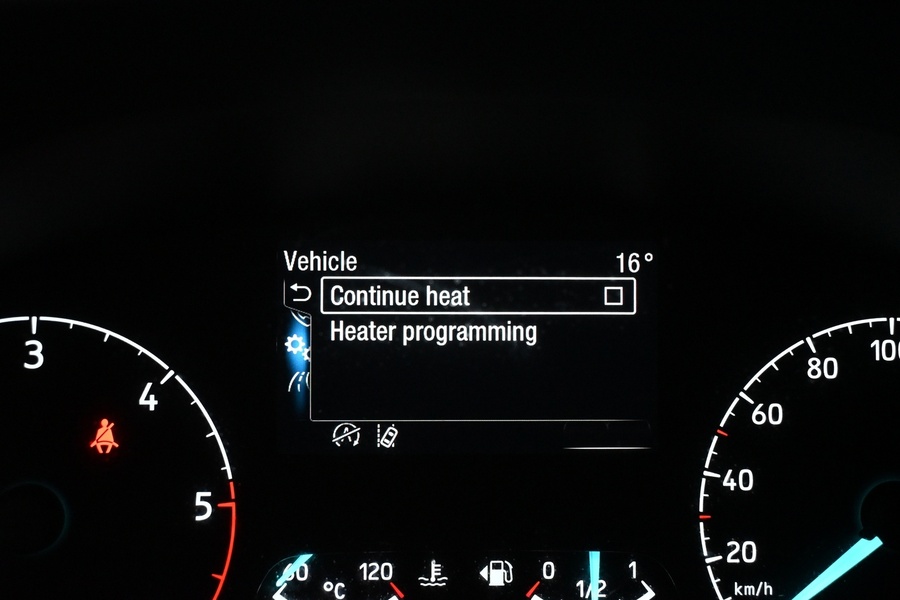 Vehicle 16°
Continue heat
Heater programming
3
4
5
100
80
60
40
20
km/h
60 °C 120
0 1/2 1